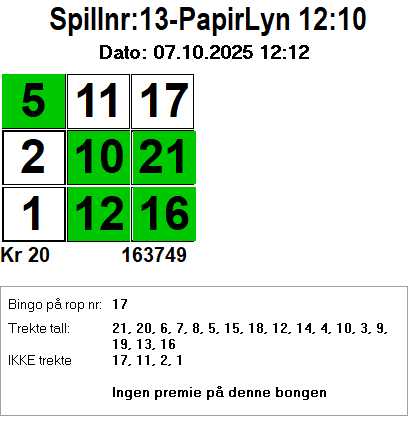 Spillnr:13-PapirLyn 12:10
Dato: 07.10.2025 12:12
5 11 17
2 10 21
1 12 16
Kr 20 163749
Bingo på rop nr: 17
Trekte tall: 21, 20, 6, 7, 8, 5, 15, 18, 12, 14, 4, 10, 3, 9,
19, 13, 16
IKKE trekte 17, 11, 2, 1
Ingen premie på denne bongen